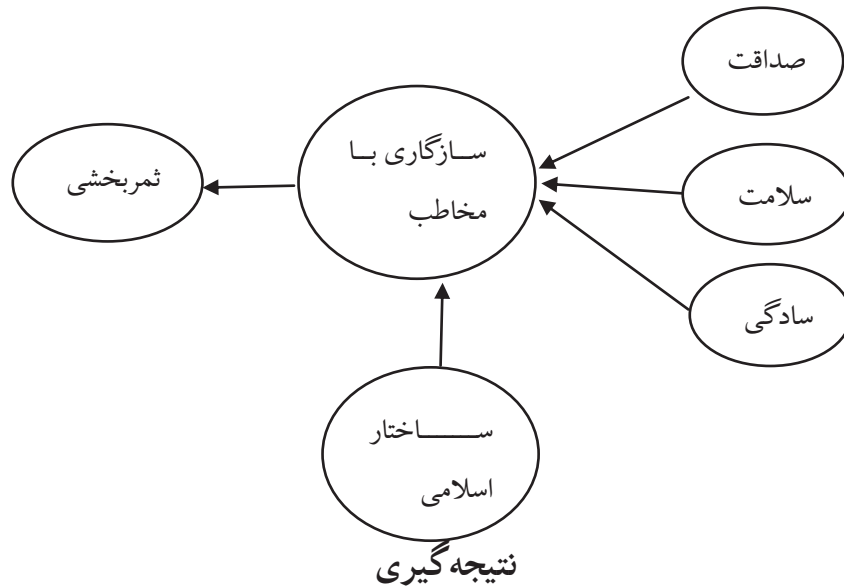 صداقت
سازگاری با
مخاطب
ثمربخشی
سلامت
سادگی
ساختار
اسلامی
نتیجه‌گیری